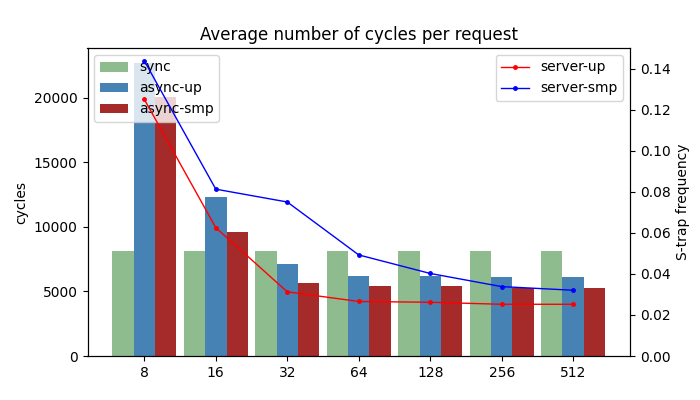 Average number of cycles per request
sync
async-up
async-smp
server-up
server-smp
20000
15000
10000
5000
0
cycles
0.14
0.12
0.10
0.08
0.06
0.04
0.02
0.00
S-trap frequency
8 16 32 64 128 256 512